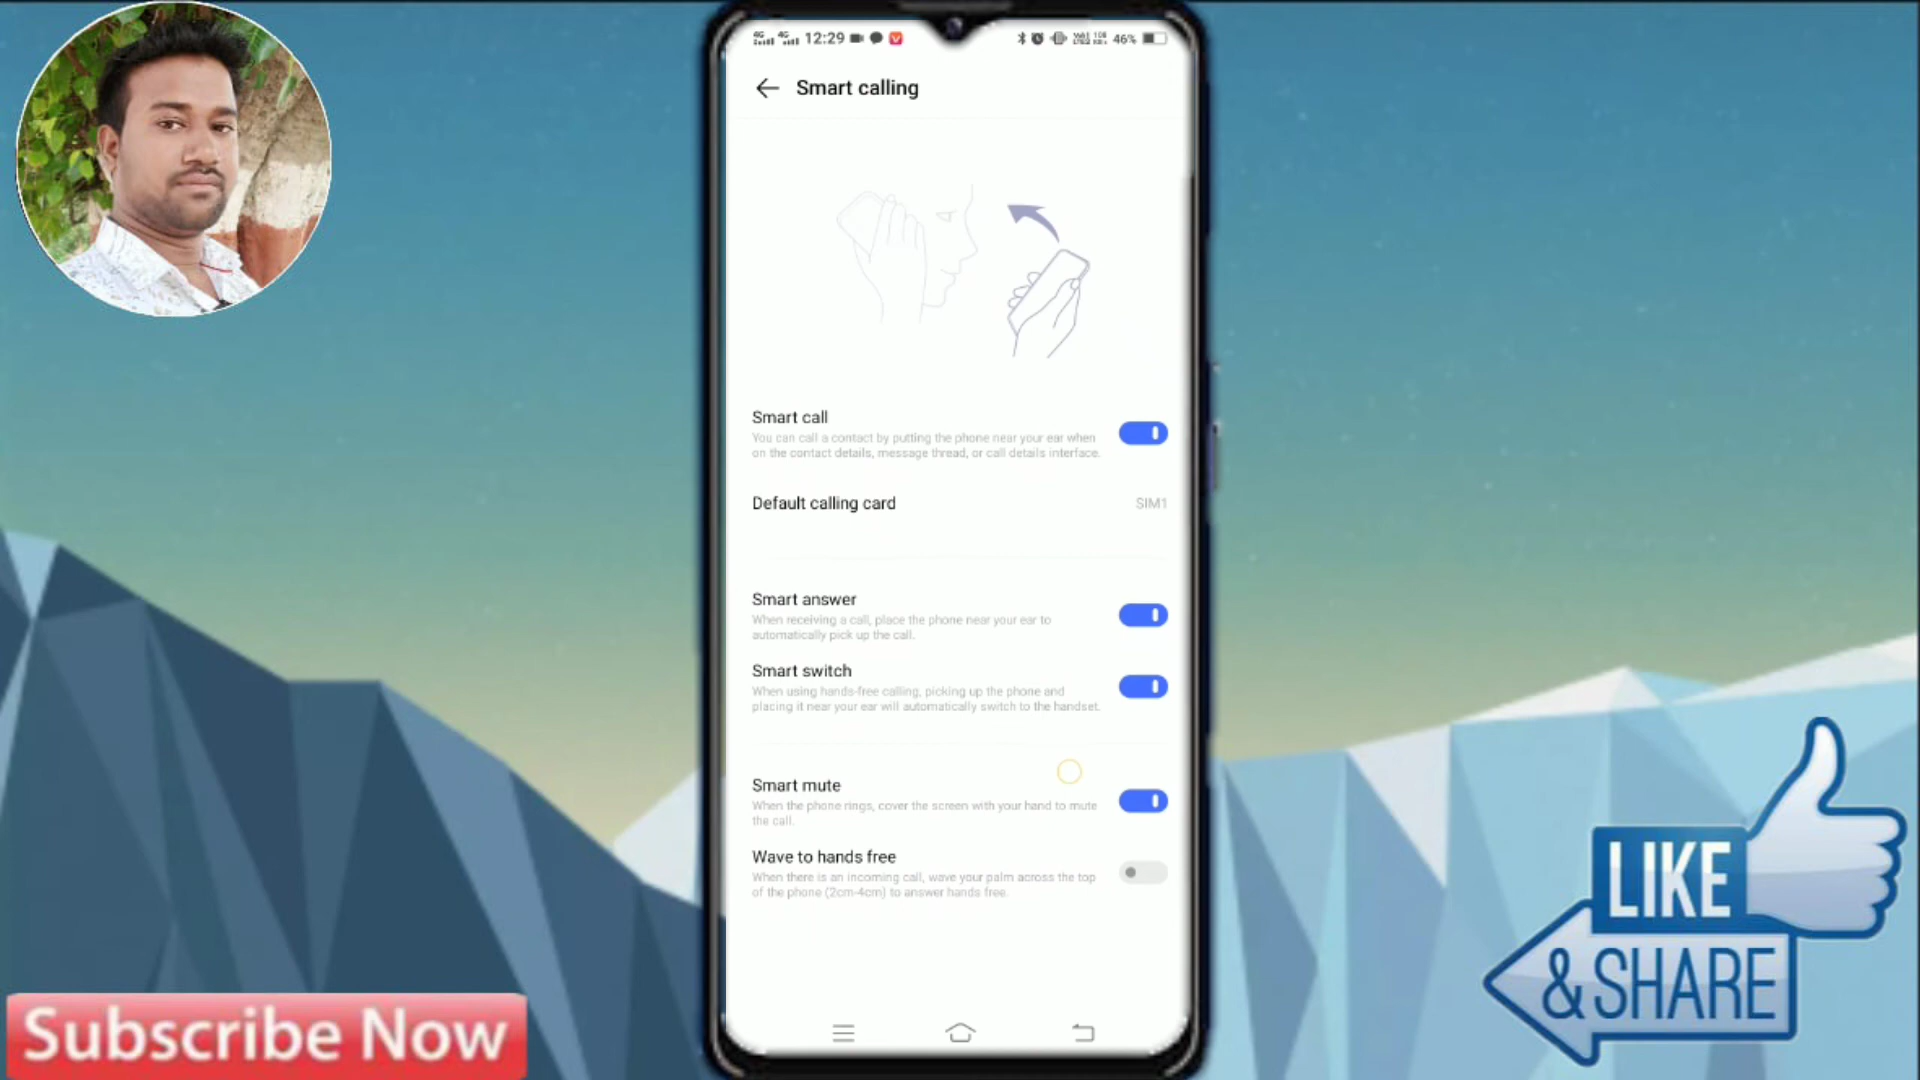 4G 4G 12:29 46%
Smart calling
Smart call
You can call a contact by putting the phone near your ear when
on the contact details, message thread, or call details interface.
Default calling card SIM1
Smart answer
When receiving a call, place the phone near your ear to
automatically pick up the call.
Smart switch
When using hands-free calling, picking up the phone and
placing it near your ear will automatically switch to the handset.
Smart mute
When the phone rings, cover the screen with your hand to mute
the call.
Wave to hands free
When there is an incoming call, wave your palm across the top
of the phone (2cm-4cm) to answer hands free.
Subscribe Now
LIKE
& SHARE